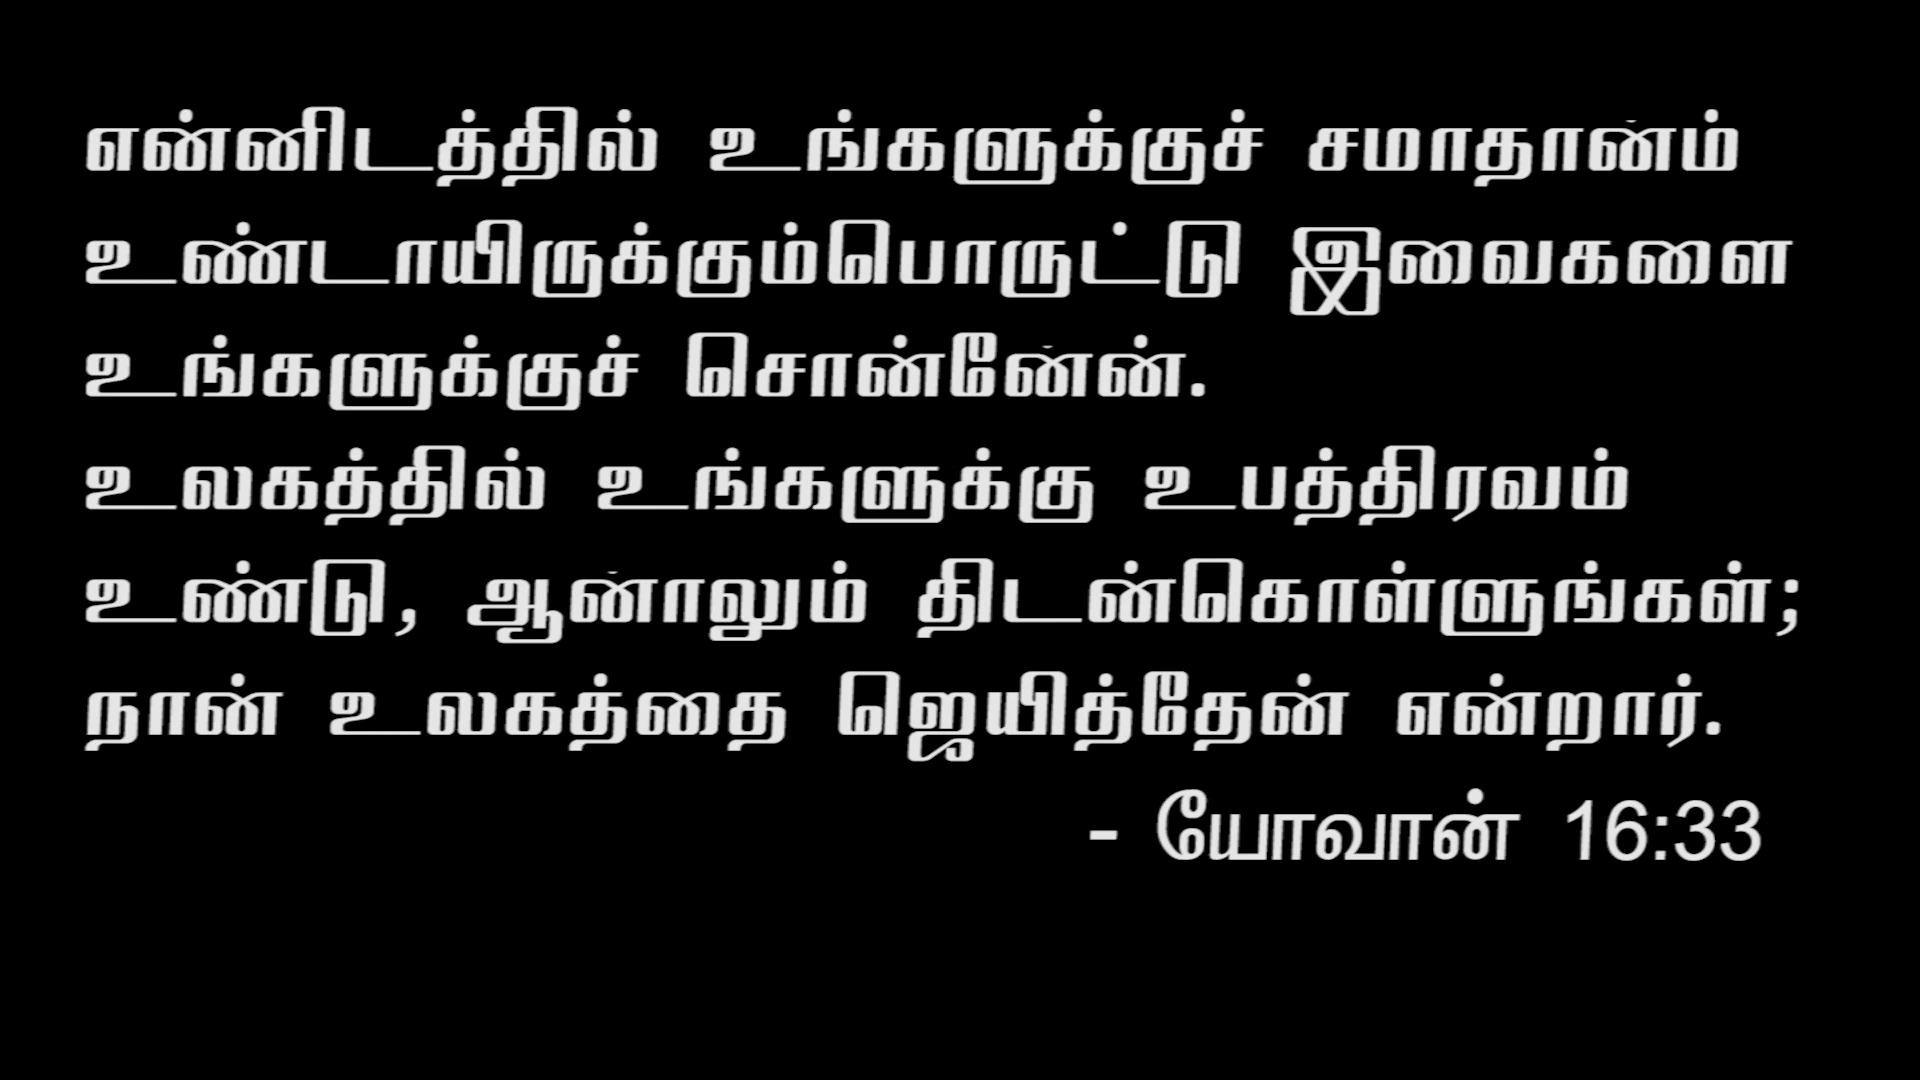 என்னிடத்தில் உங்களுக்குச் சமாதானம்
உண்டாயிருக்கும்பொருட்டு இவைகளை
உங்களுக்குச் சொன்னேன்.
உலகத்தில் உங்களுக்கு உபத்திரவம்
உண்டு, ஆனாலும் திடன்கொள்ளுங்கள்;
நான் உலகத்தை ஜெயித்தேன் என்றார்.
- யோவான் 16:33